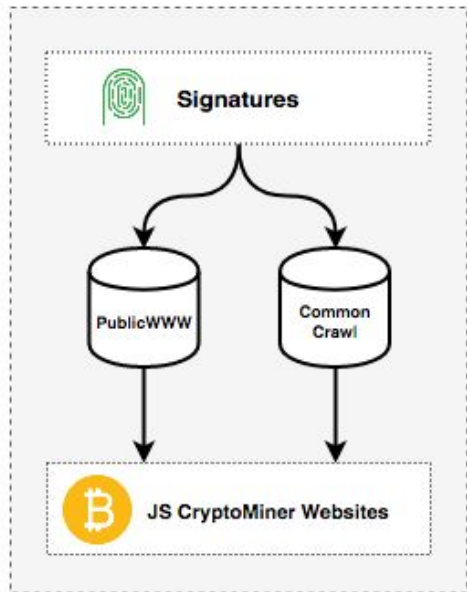 Signatures
PublicWWW
Common
Crawl
JS CryptoMiner Websites